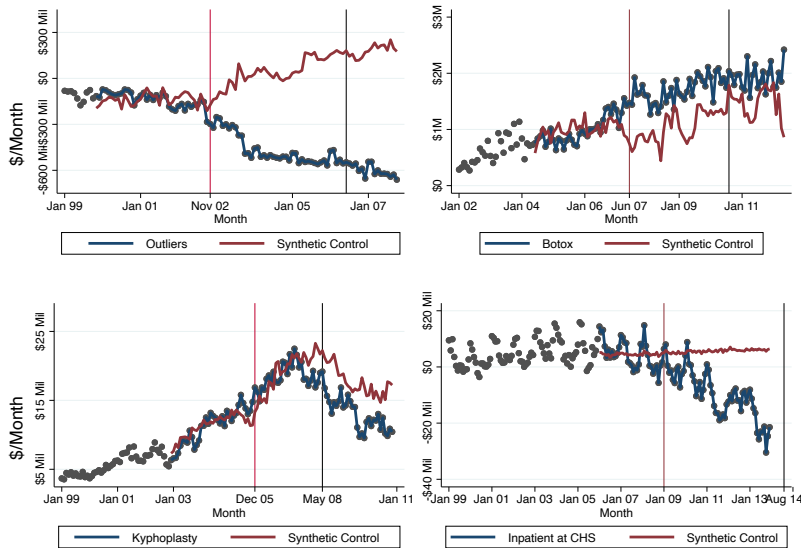 $/Month
$300 Mil
$0
-$300 Mil
-$600 Mil
Jan 99
Jan 01
Nov 02
Jan 05
Jan 07
Month
Outliers
Synthetic Control
$3M
$2M
$1M
$0
Jan 02
Jan 04
Jan 06
Jun 07
Jan 09
Jan 11
Month
Botox
Synthetic Control
$/Month
$25 Mil
$15 Mil
$5 Mil
Jan 99
Jan 01
Jan 03
Dec 05
May 08
Jan 11
Month
Kyphoplasty
Synthetic Control
$20 Mil
$0
-$20 Mil
-$40 Mil
Jan 99
Jan 01
Jan 03
Jan 05
Jan 07
Jan 09
Jan 11
Jan 13
Aug 14
Month
Inpatient at CHS
Synthetic Control